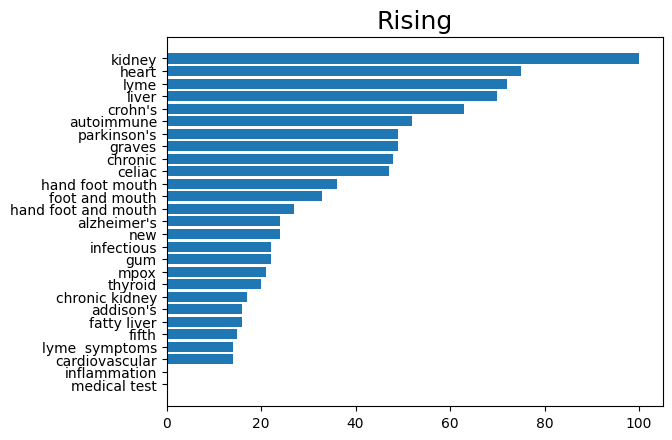 Rising
kidney
heart
lyme
liver
crohn's
autoimmune
parkinson's
graves
chronic
celiac
hand foot mouth
foot and mouth
hand foot and mouth
alzheimer's
new
infectious
gum
mpox
thyroid
chronic kidney
addison's
fatty liver
fifth
lyme  symptoms
cardiovascular
inflammation
medical test
0 20 40 60 80 100